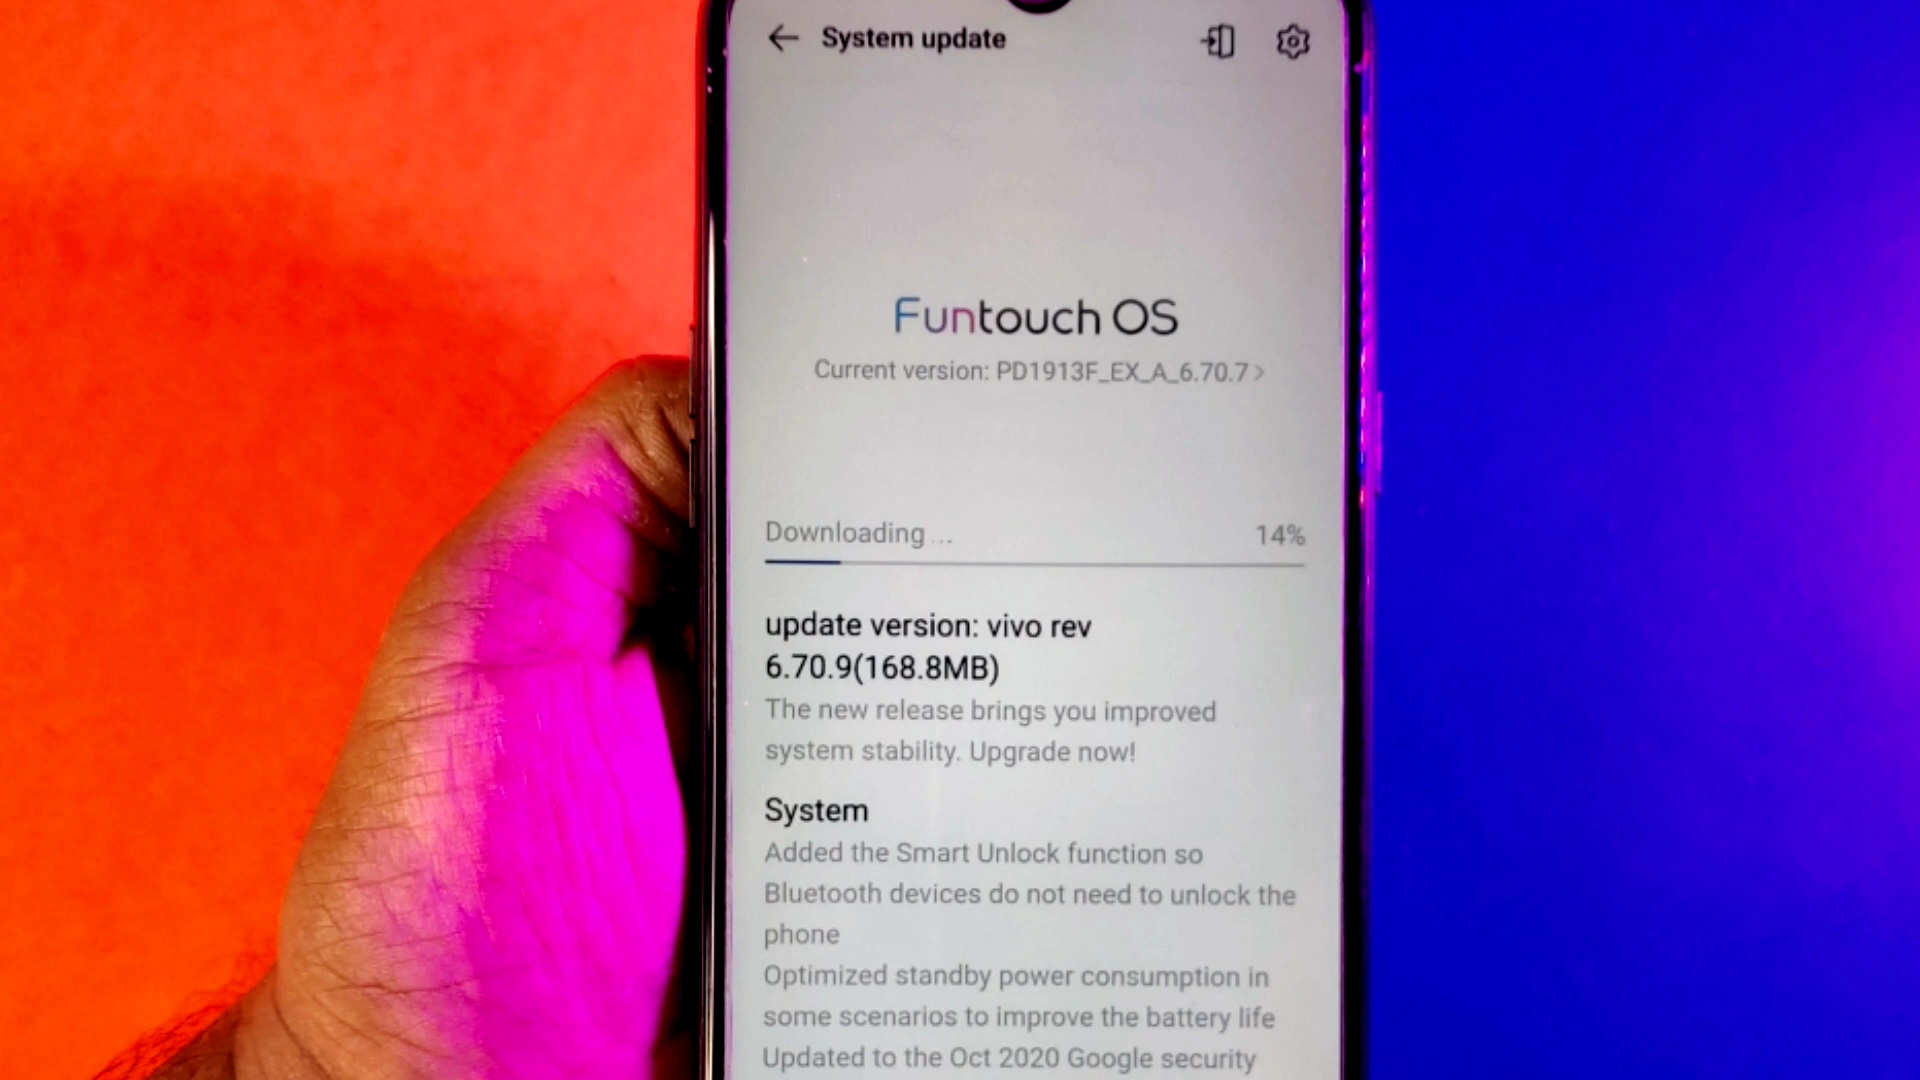 System update
Funtouch OS
Current version: PD1913F_EX_A_6.70.7
Downloading ... 14%
update version: vivo rev
6.70.9(168.8MB)
The new release brings you improved
system stability. Upgrade now!
System
Added the Smart Unlock function so
Bluetooth devices do not need to unlock the
phone
Optimized standby power consumption in
some scenarios to improve the battery life
Updated to the Oct 2020 Google security